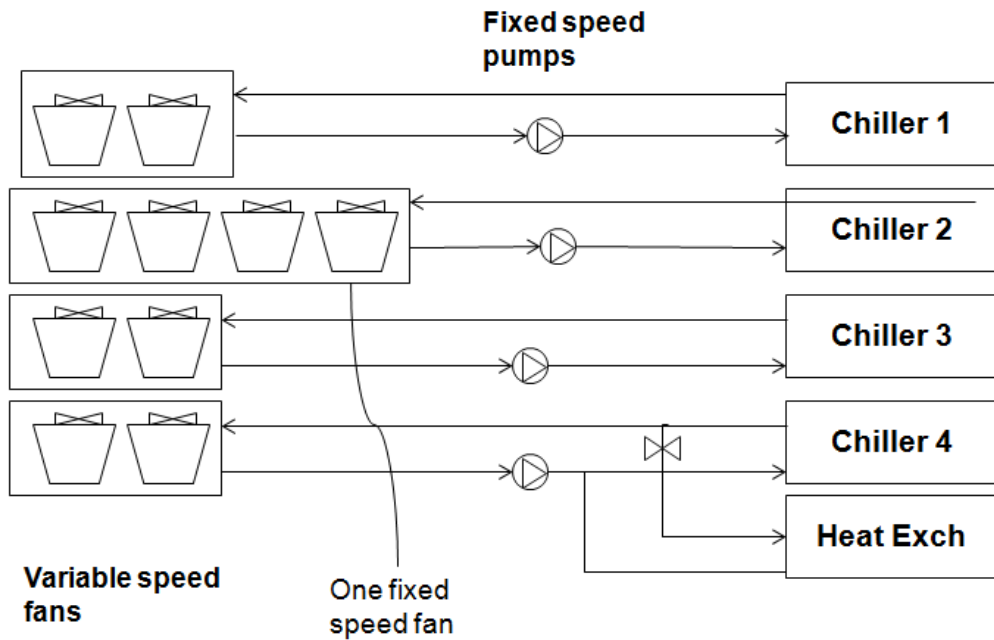 Fixed speed
pumps
Chiller 1
Chiller 2
Chiller 3
Chiller 4
Heat Exch
Variable speed
fans
One fixed
speed fan